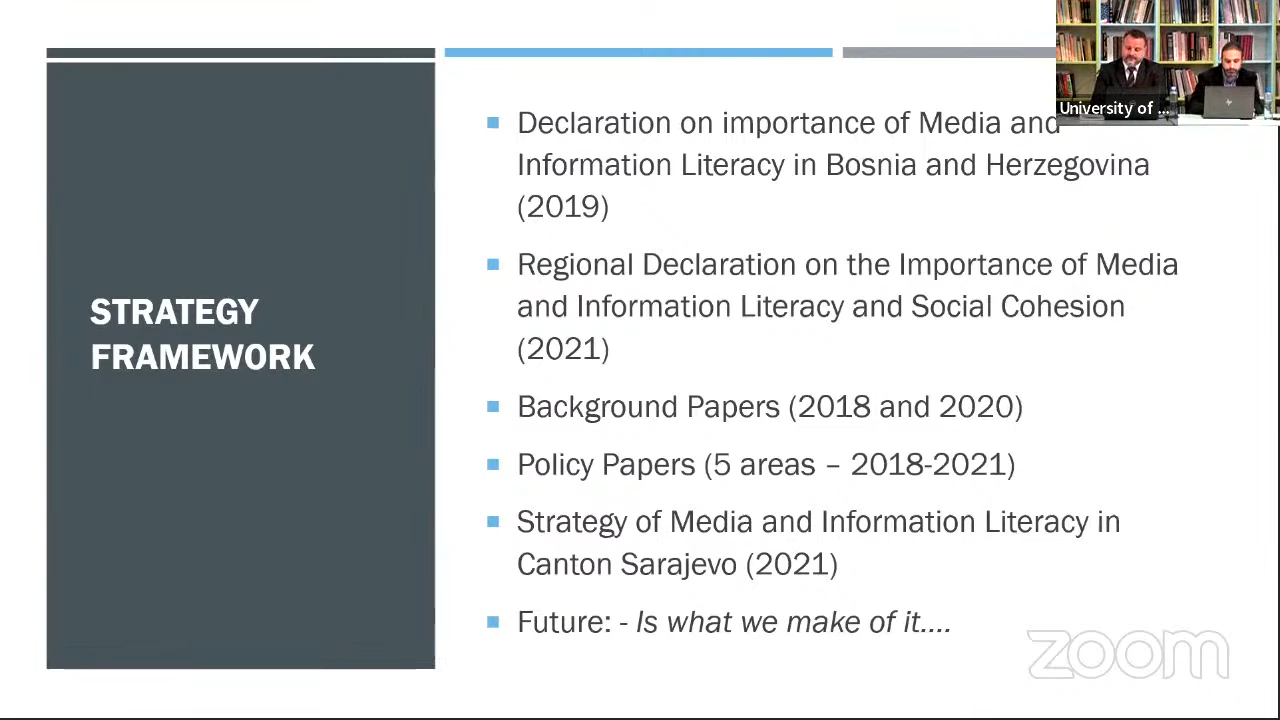 University of ...
Declaration on importance of Media and
Information Literacy in Bosnia and Herzegovina
(2019)
Regional Declaration on the Importance of Media
and Information Literacy and Social Cohesion
(2021)
STRATEGY
FRAMEWORK
Background Papers (2018 and 2020)
Policy Papers (5 areas – 2018-2021)
Strategy of Media and Information Literacy in
Canton Sarajevo (2021)
Future: - Is what we make of it....
zoom